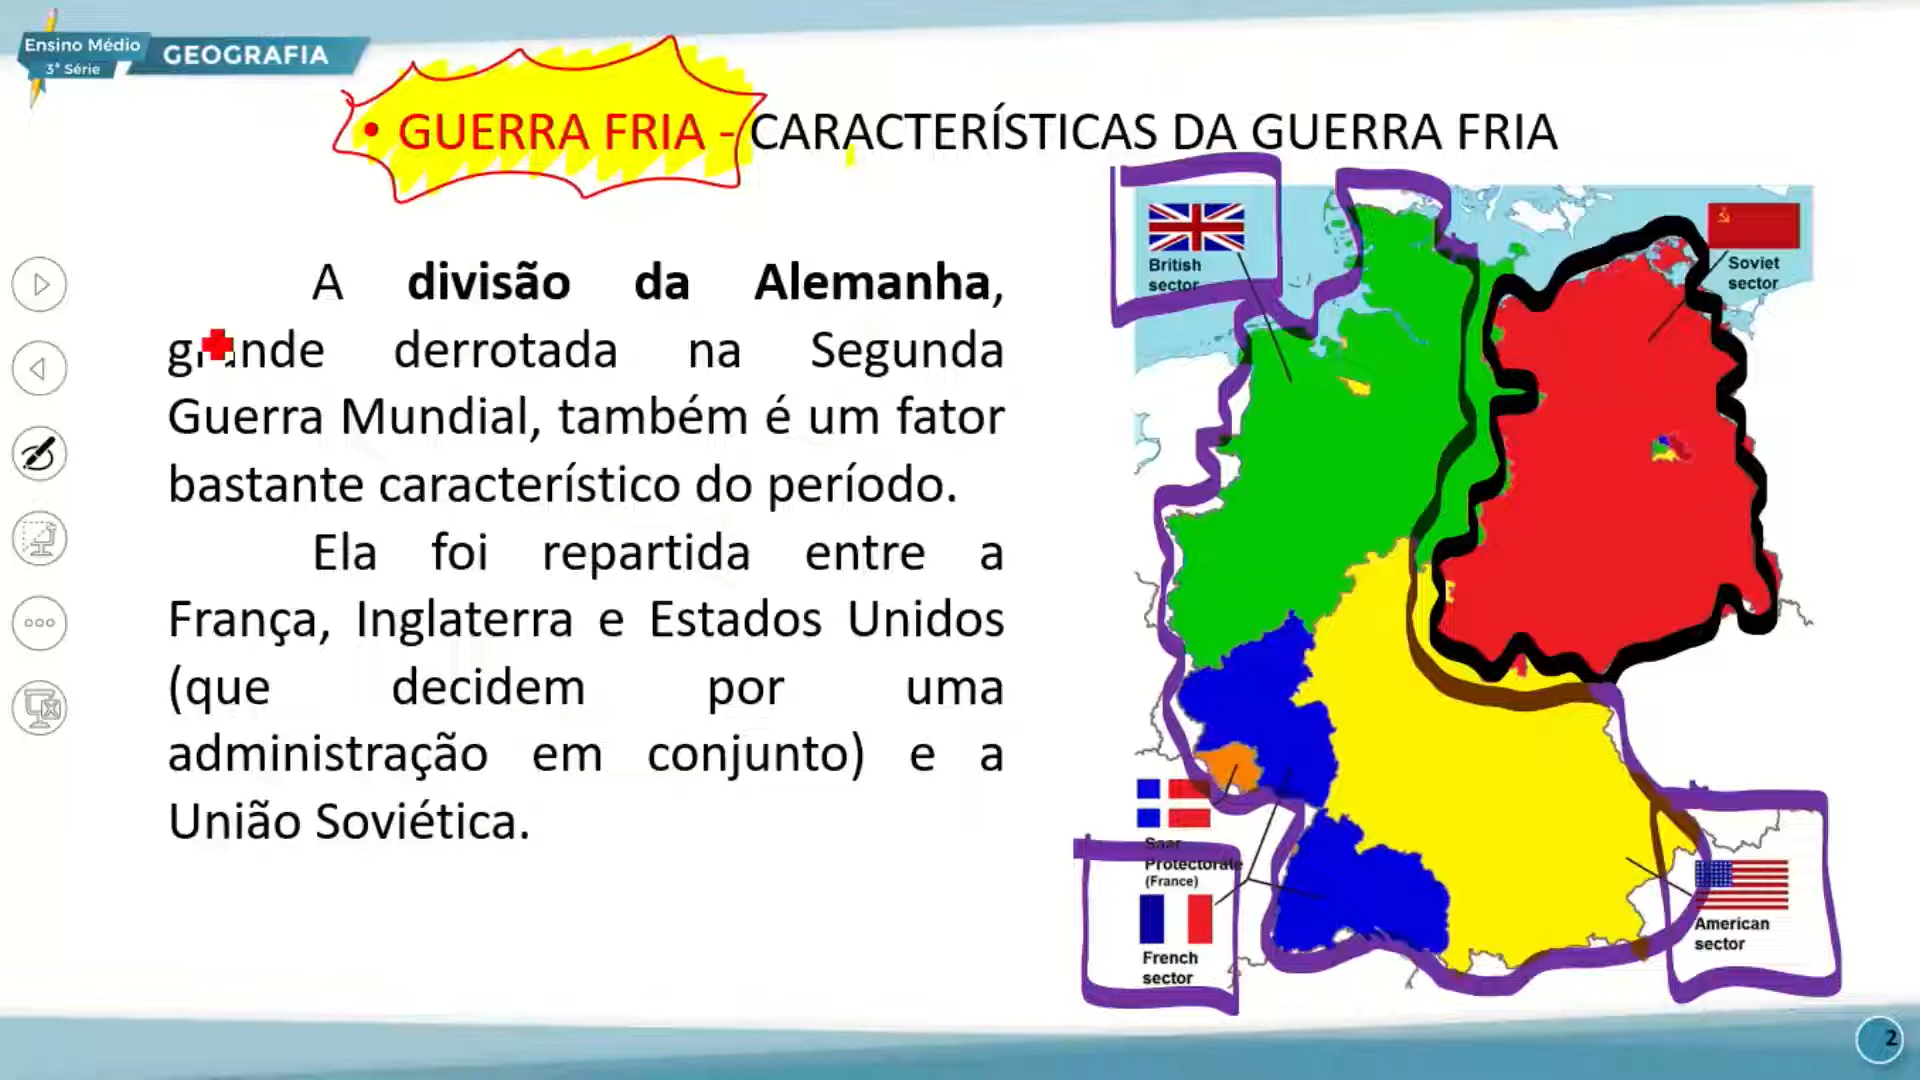 Ensino Médio
3ª Série
GEOGRAFIA
• GUERRA FRIA - CARACTERÍSTICAS DA GUERRA FRIA
A divisão da Alemanha,
grande derrotada na Segunda
Guerra Mundial, também é um fator
bastante característico do período.
Ela foi repartida entre a
França, Inglaterra e Estados Unidos
(que decidem por uma
administração em conjunto) e a
União Soviética.
British
sector
Soviet
sector
Saar
Protectorate
(France)
French
sector
American
sector
2